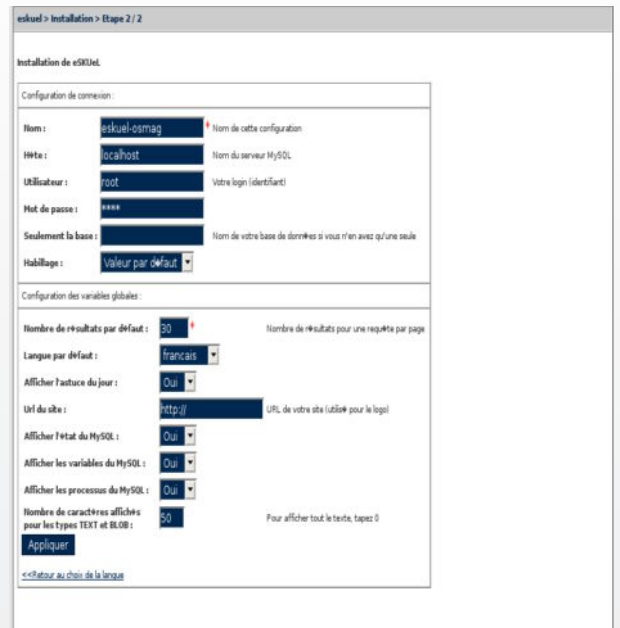 eskuel > Installation > Etape 2 / 2
Installation de eSKUeL
Configuration de connexion :
Nom : eskuel-osmag * Nom de cette configuration
H�te : localhost Nom du serveur MySQL
Utilisateur : root Votre login (identifiant)
Mot de passe : ****
Seulement la base : Nom de votre base de donn�es si vous n'en avez qu'une seule
Habillage : Valeur par d�faut
Configuration des variables globales :
Nombre de r�sultats par d�faut : 30 * Nombre de r�sultats pour une requ�te par page
Langue par d�faut : francais
Afficher l'astuce du jour : Oui
Url du site : http:// URL de votre site (utilis� pour le logo)
Afficher l'�tat du MySQL : Oui
Afficher les variables du MySQL : Oui
Afficher les processus du MySQL : Oui
Nombre de caract�res affich�s
pour les types TEXT et BLOB : 50 Pour afficher tout le texte, tapez 0
Appliquer
<<Retour au choix de la langue